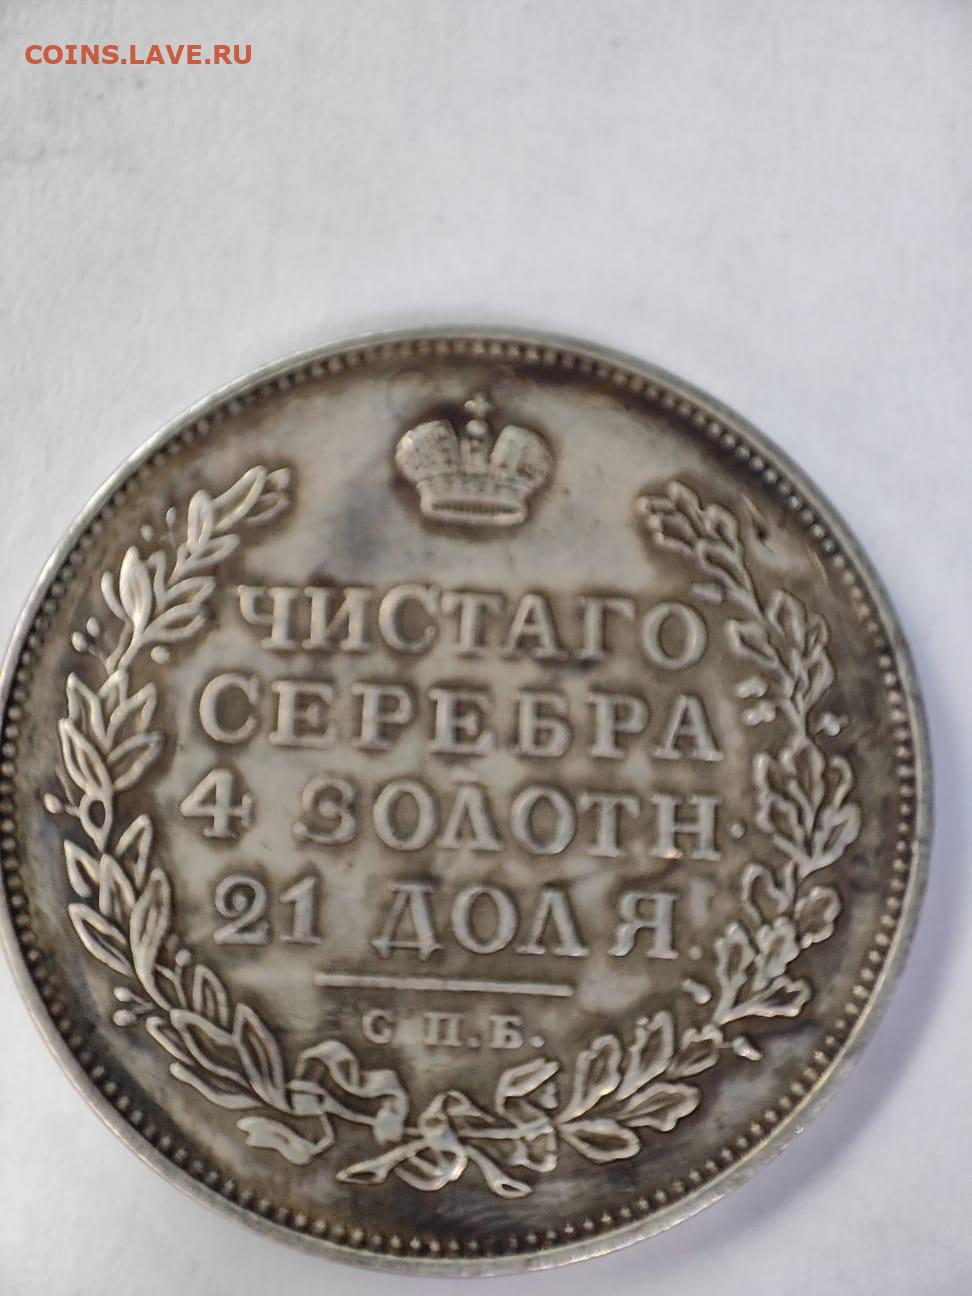 COINS.LAVE.RU
ЧИСТАГО
СЕРЕБРА
4 ЗОЛОТН.
21 ДОЛЯ.
С П.Б.